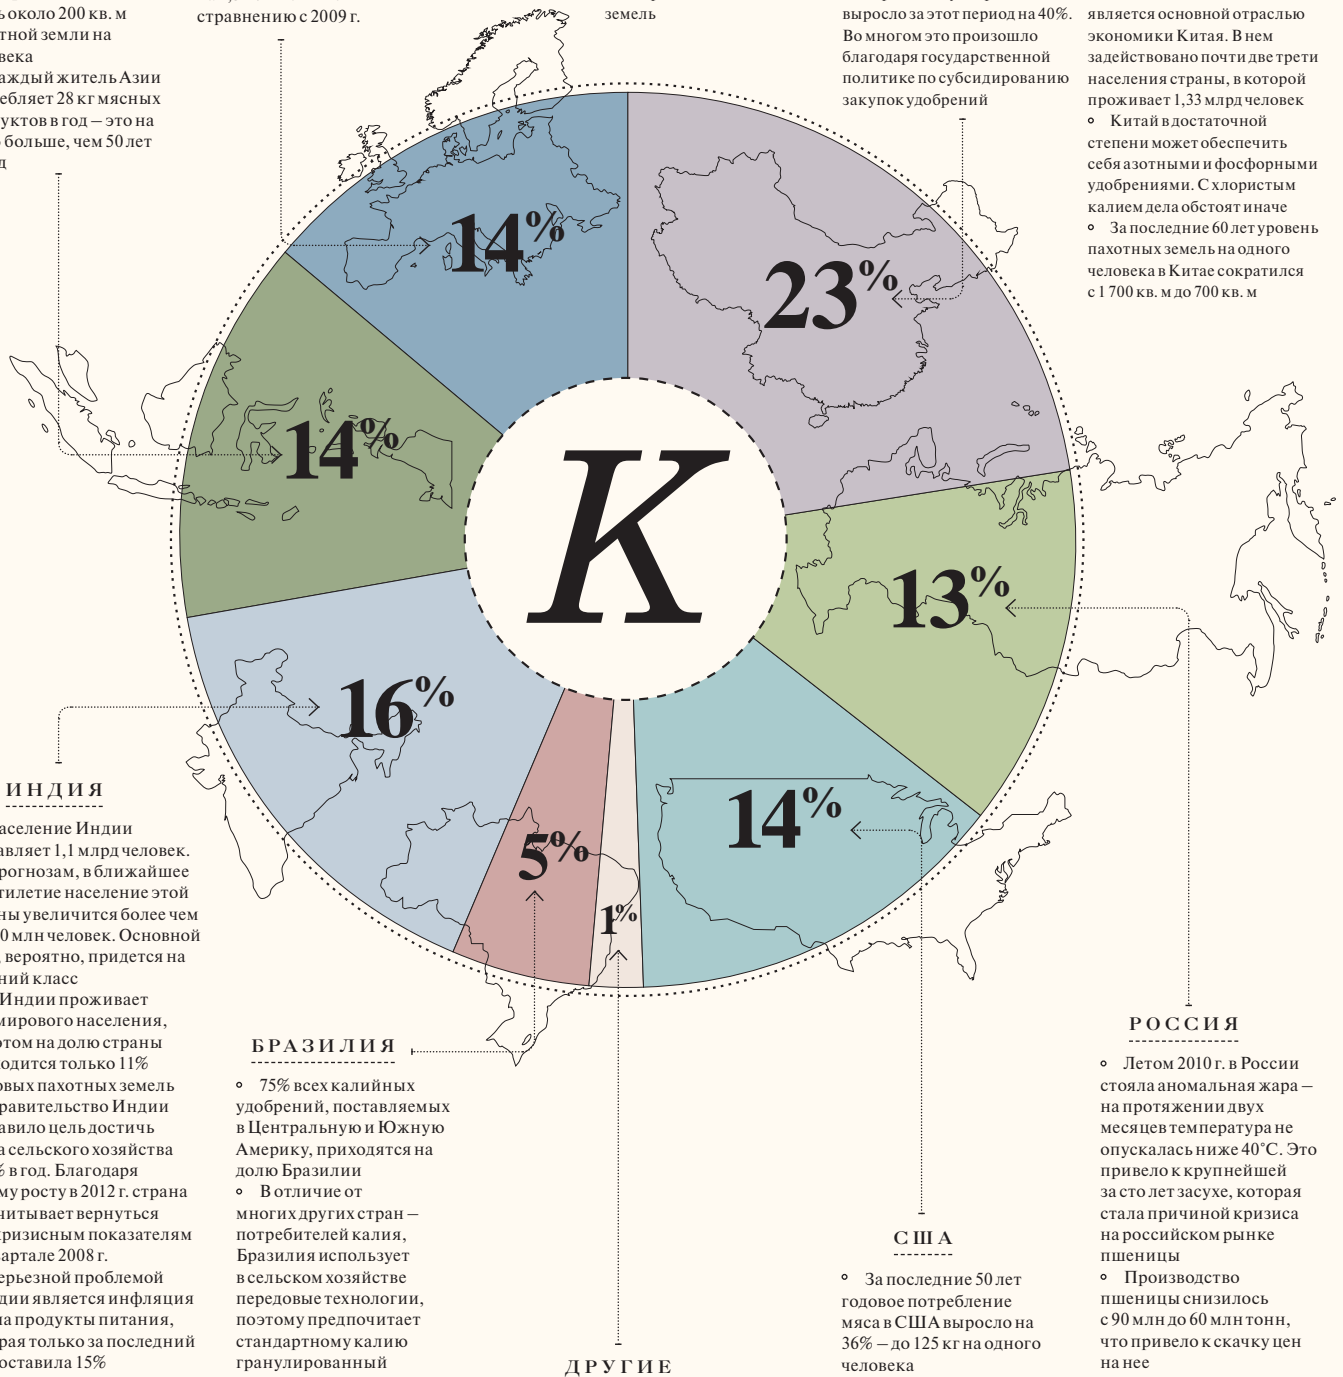 ь около 200 кв. м
тной земли на
века
аждый житель Азии
ебляет 28 кг мясных
уктов в год — это на
больше, чем 50 лет
д
стравнению с 2009 г.
земель
выросло за этот период на 40%.
Во многом это произошло
благодаря государственной
политике по субсидированию
закупок удобрений
является основной отраслью
экономики Китая. В нем
задействовано почти две трети
населения страны, в которой
проживает 1,33 млрд человек
Китай в достаточной
степени может обеспечить
себя азотными и фосфорными
удобрениями. С хлористым
калием дела обстоят иначе
За последние 60 лет уровень
пахотных земель на одного
человека в Китае сократился
с 1 700 кв. м до 700 кв. м
14%
23%
14%
K
13%
16%
14%
5%
1%
ИНДИЯ
аселение Индии
авляет 1,1 млрд человек.
рогнозам, в ближайшее
тилетие население этой
ны увеличится более чем
0 млн человек. Основной
, вероятно, придется на
ний класс
Индии проживает
мирового населения,
этом на долю страны
одится только 11%
овых пахотных земель
равительство Индии
авило цель достичь
а сельского хозяйства
% в год. Благодаря
му росту в 2012 г. страна
читывает вернуться
кризисным показателям
артале 2008 г.
ерьезной проблемой
дии является инфляция
на продукты питания,
рая только за последний
оставила 15%
БРАЗИЛИЯ
75% всех калийных
удобрений, поставляемых
в Центральную и Южную
Америку, приходятся на
долю Бразилии
В отличие от
многих других стран —
потребителей калия,
Бразилия использует
в сельском хозяйстве
передовые технологии,
поэтому предпочитает
стандартному калию
гранулированный
ДРУГИЕ
США
За последние 50 лет
годовое потребление
мяса в США выросло на
36% — до 125 кг на одного
человека
РОССИЯ
Летом 2010 г. в России
стояла аномальная жара —
на протяжении двух
месяцев температура не
опускалась ниже 40°C. Это
привело к крупнейшей
за сто лет засухе, которая
стала причиной кризиса
на российском рынке
пшеницы
Производство
пшеницы снизилось
с 90 млн до 60 млн тонн,
что привело к скачку цен
на нее